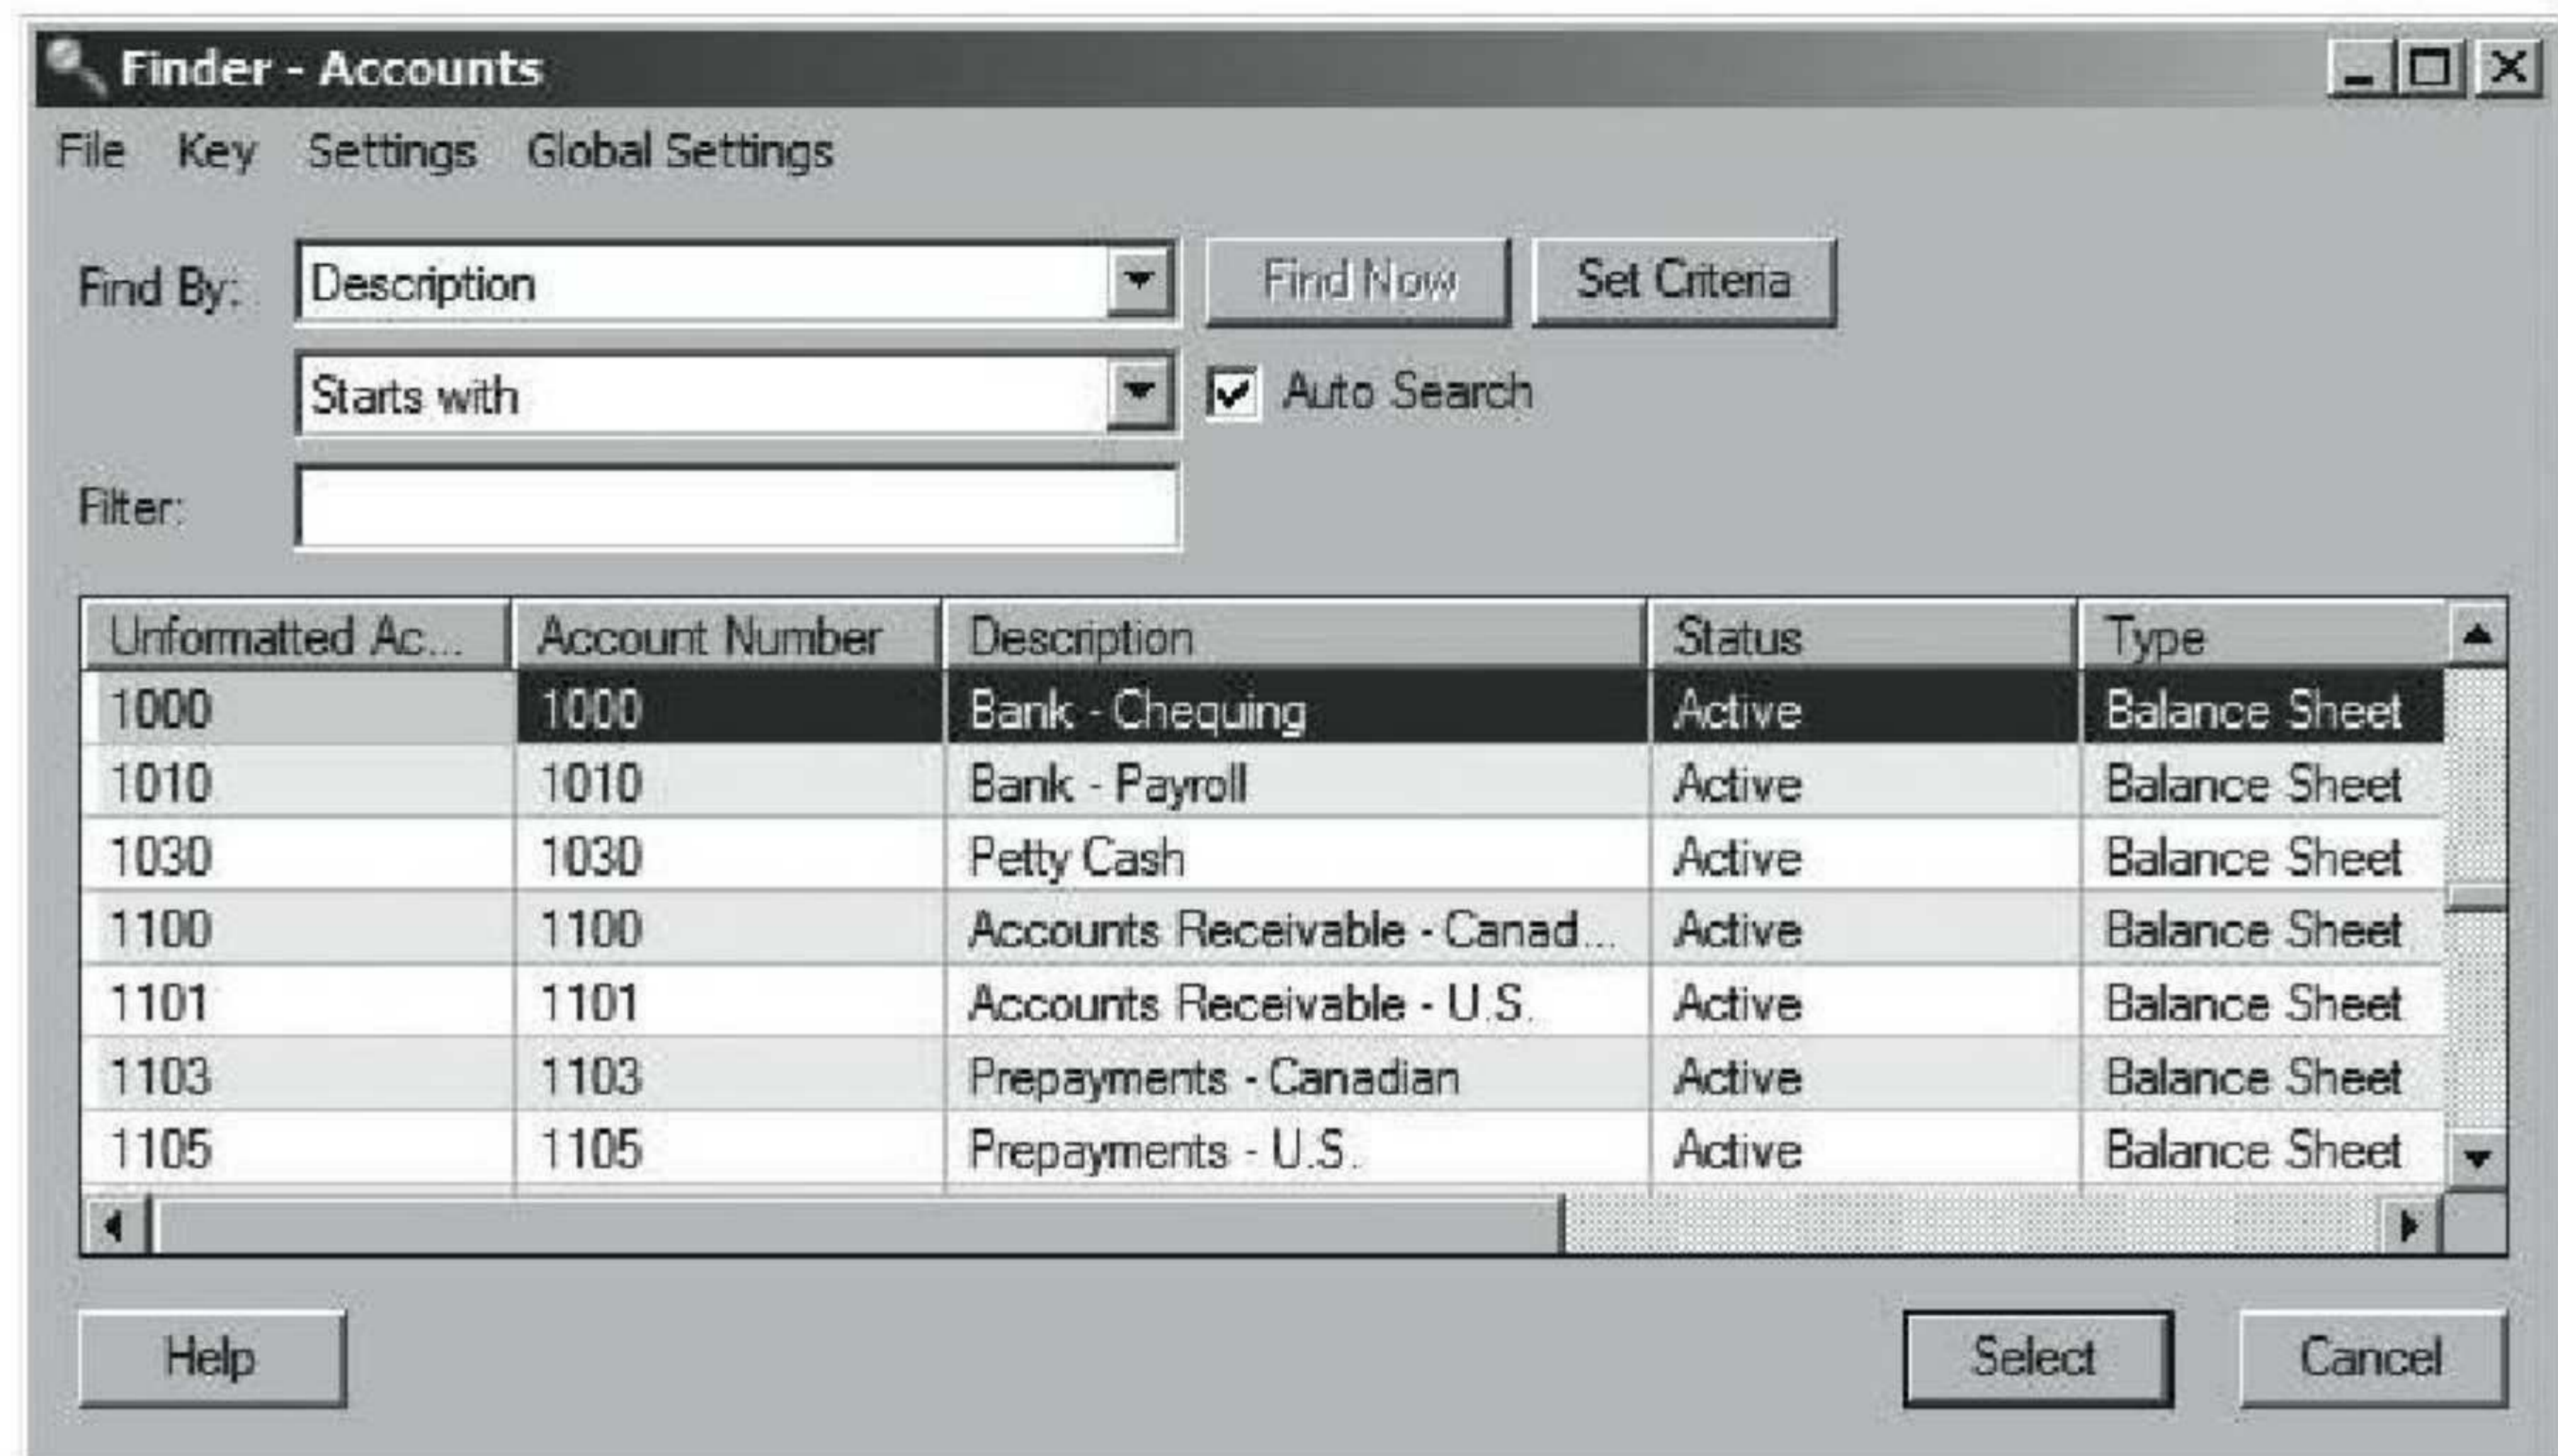 Finder - Accounts
File Key Settings Global Settings
Find By: Description Find Now Set Criteria
Starts with Auto Search
Filter:
Unformatted Ac... Account Number Description Status Type
1000 1000 Bank - Chequing Active Balance Sheet
1010 1010 Bank - Payroll Active Balance Sheet
1030 1030 Petty Cash Active Balance Sheet
1100 1100 Accounts Receivable - Canad... Active Balance Sheet
1101 1101 Accounts Receivable - U.S. Active Balance Sheet
1103 1103 Prepayments - Canadian Active Balance Sheet
1105 1105 Prepayments - U.S. Active Balance Sheet
Help Select Cancel